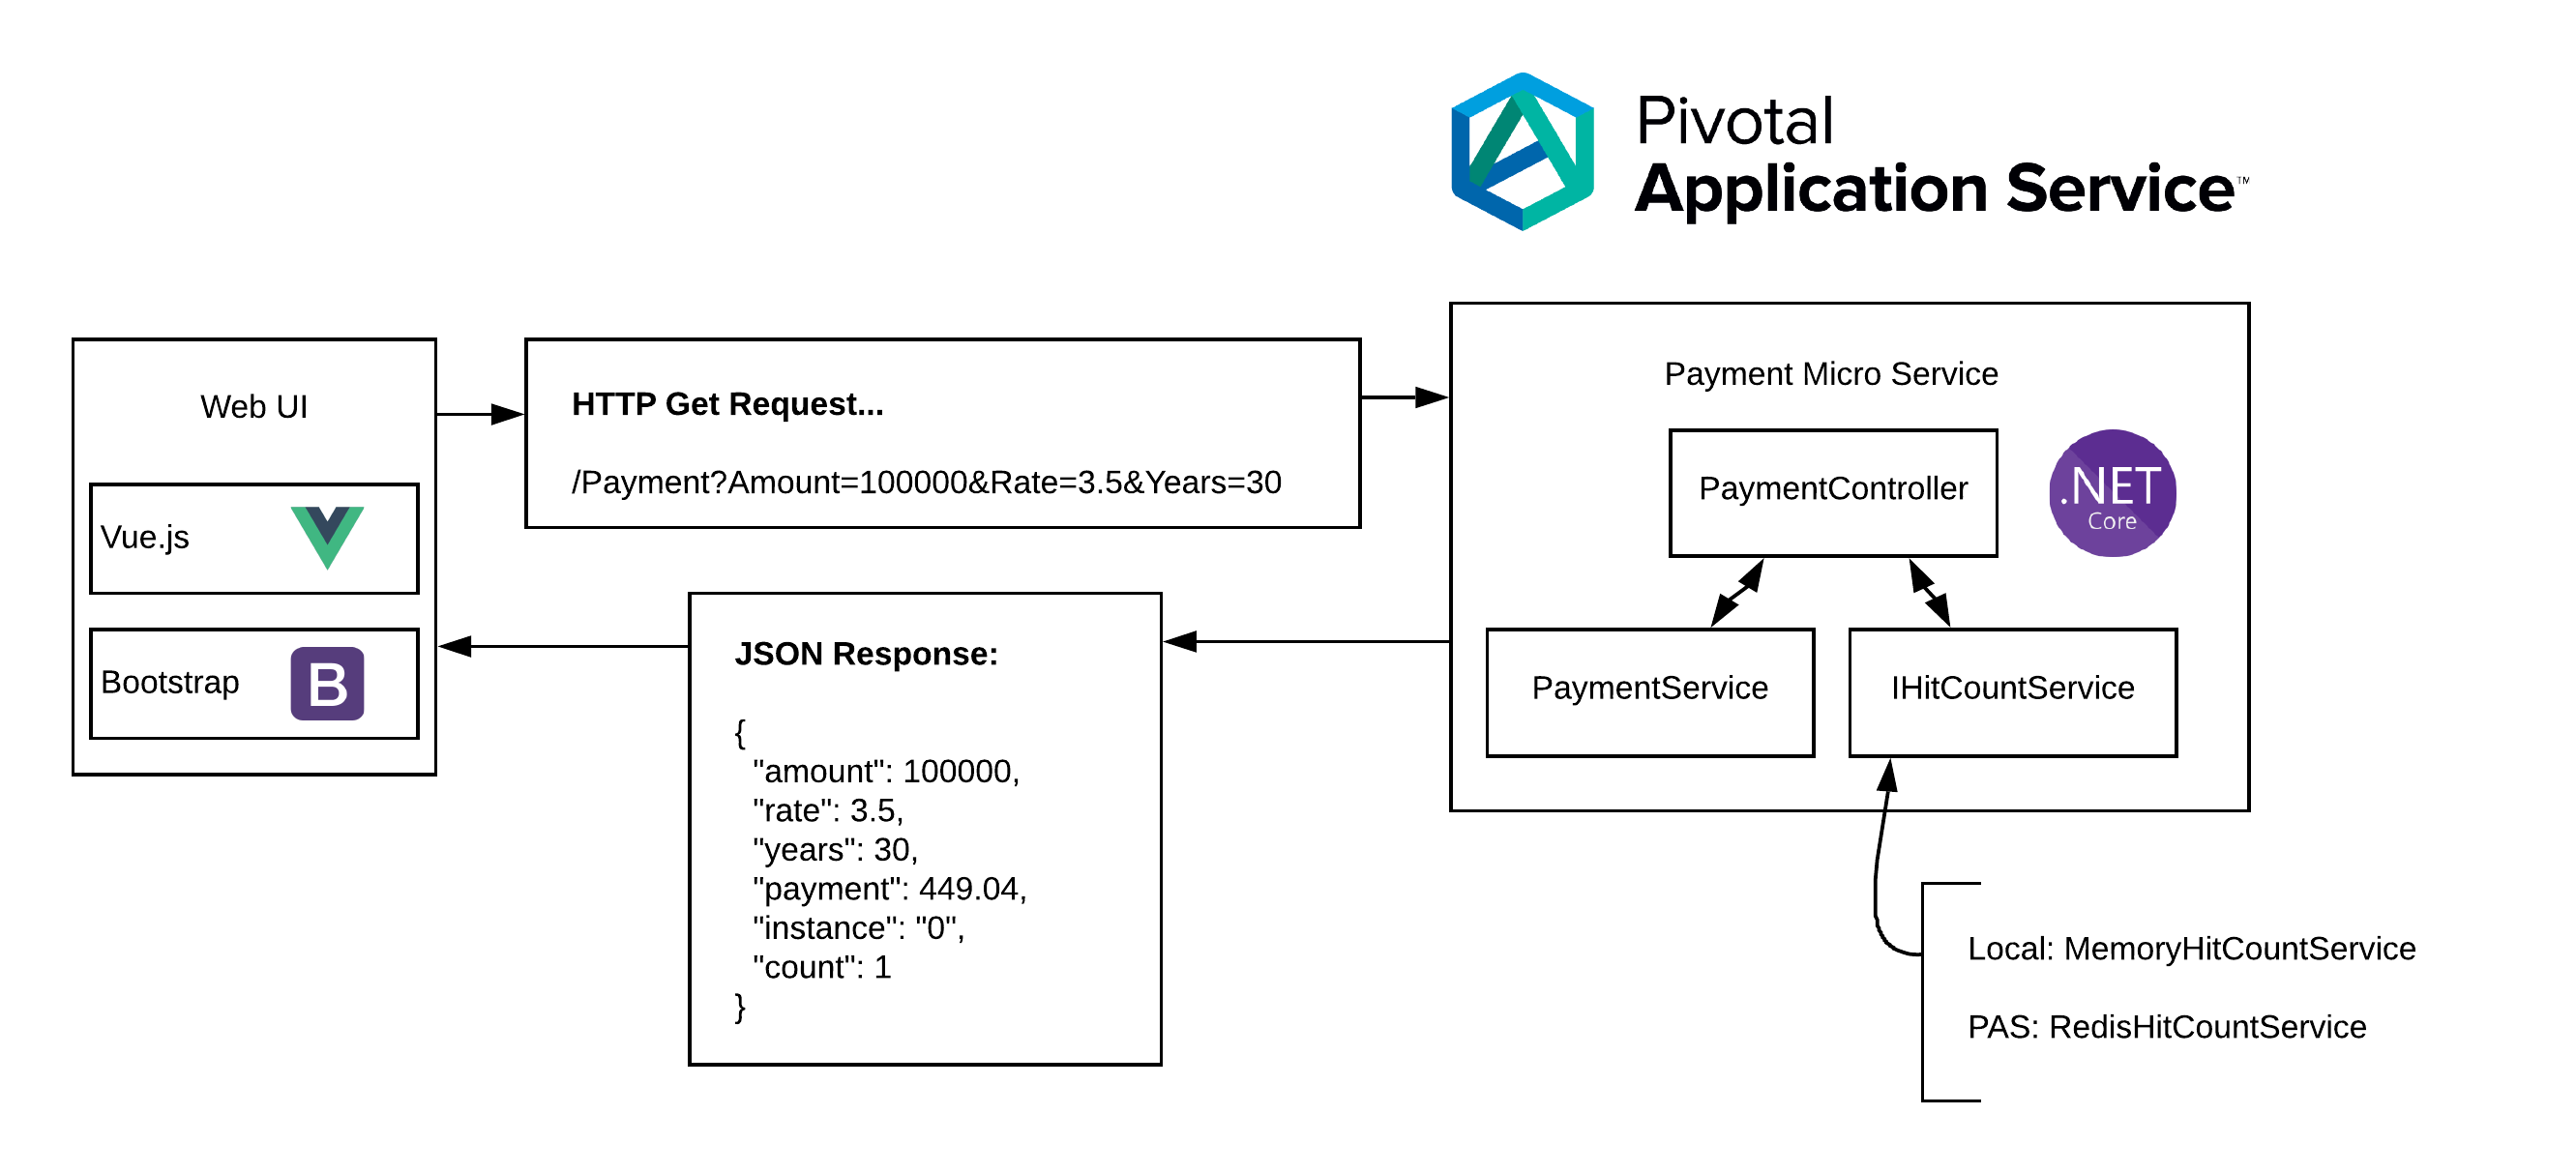 Pivotal
Application Service™
Web UI
Vue.js
Bootstrap
B
HTTP Get Request...
/Payment?Amount=100000&Rate=3.5&Years=30
JSON Response:
{
"amount": 100000,
"rate": 3.5,
"years": 30,
"payment": 449.04,
"instance": "0",
"count": 1
}
Payment Micro Service
PaymentController
.NET
Core
PaymentService
IHitCountService
Local: MemoryHitCountService
PAS: RedisHitCountService